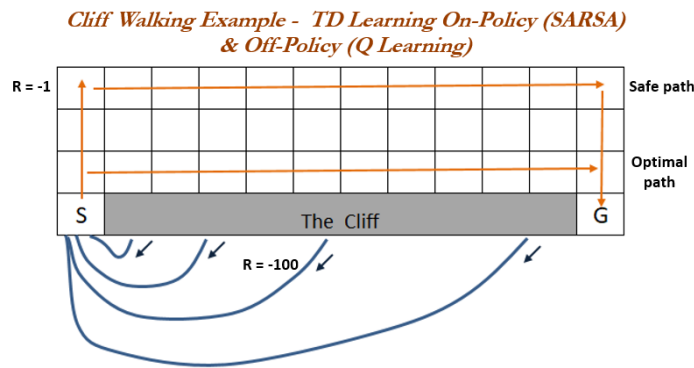 Cliff Walking Example - TD Learning On-Policy (SARSA)
& Off-Policy (Q Learning)
R = -1
Safe path
Optimal
path
S
The Cliff
G
R = -100